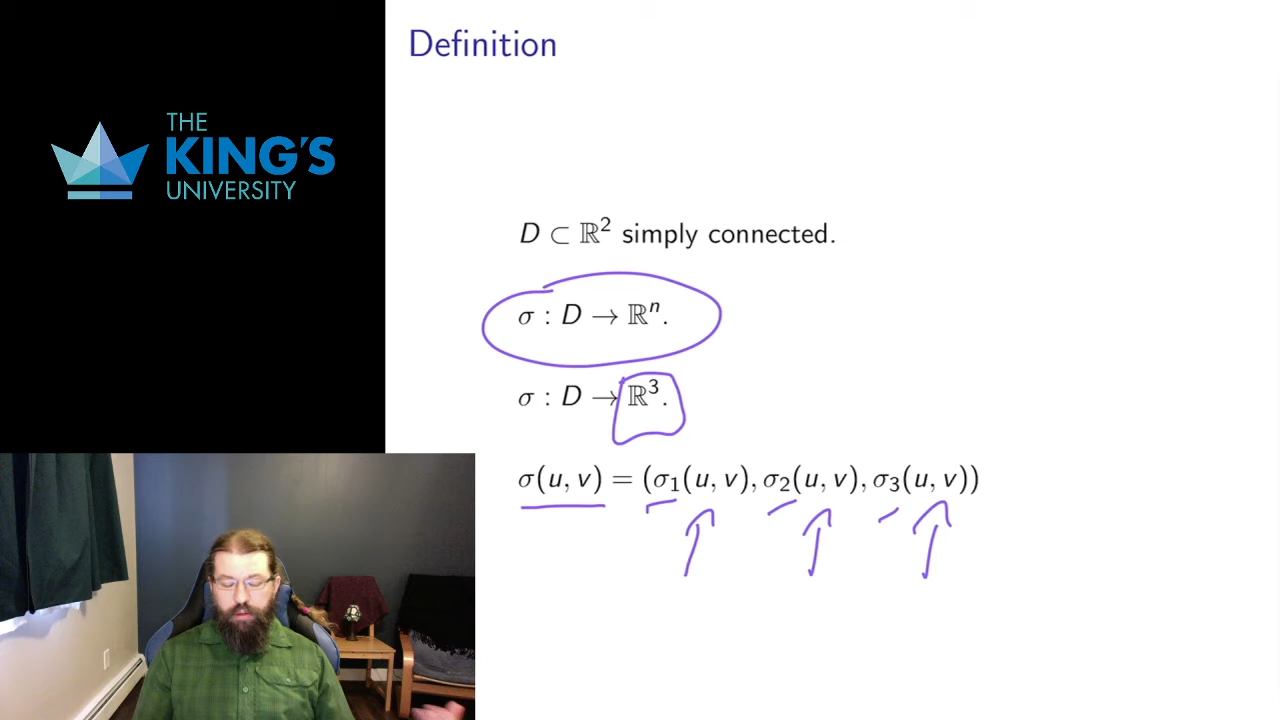 THE
KING'S
UNIVERSITY
Definition
D ⊂ ℝ² simply connected.
σ : D → ℝⁿ.
σ : D → ℝ³.
σ(u, v) = (σ₁(u, v), σ₂(u, v), σ₃(u, v))